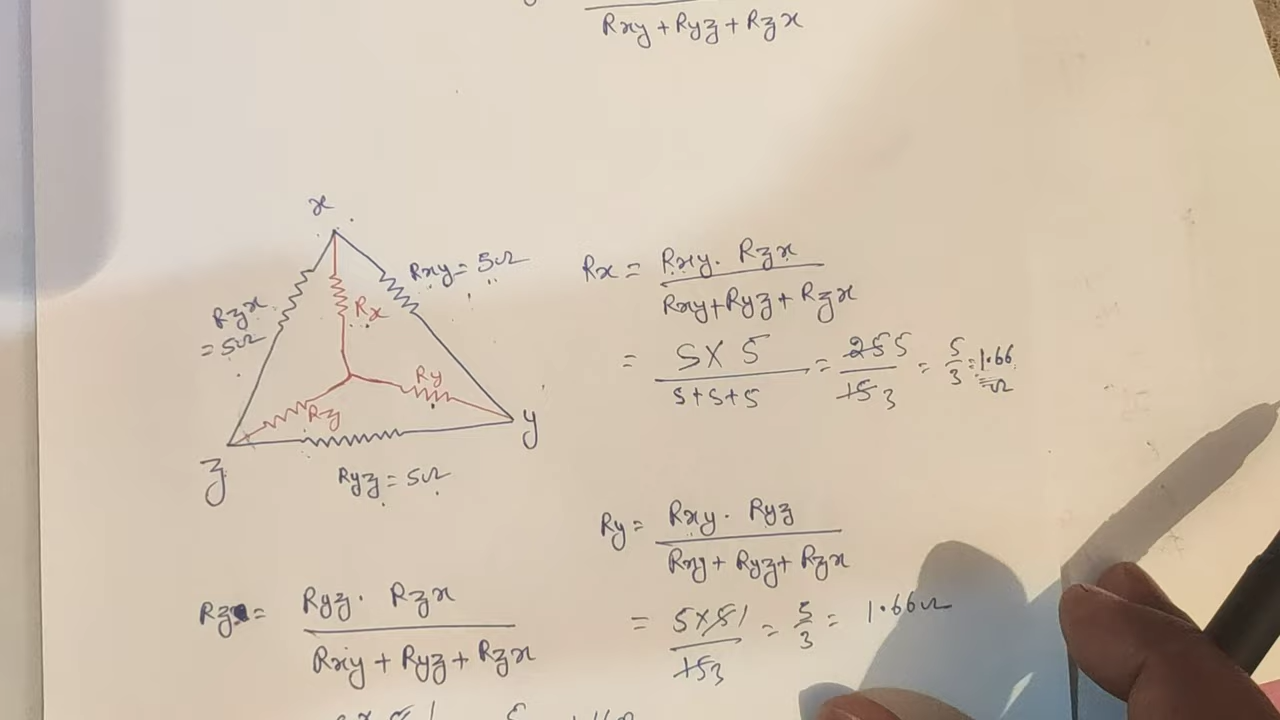 Rxy + Ryz + Rzx
x
Rxy = 5Ω
Rzx
= 5Ω
Rx
Ry
Rz
z
y
Ryz = 5Ω
Rx = Rxy . Rzx
Rxy + Ryz + Rzx
= 5 X 5 = 25 5 = 5 = 1.66
5 + 5 + 5 15 3 3 Ω
Ry = Rxy . Ryz
Rxy + Ryz + Rzx
= 5 X 5 1 = 5 = 1.66Ω
15 3 3
Rz = Ryz . Rzx
Rxy + Ryz + Rzx